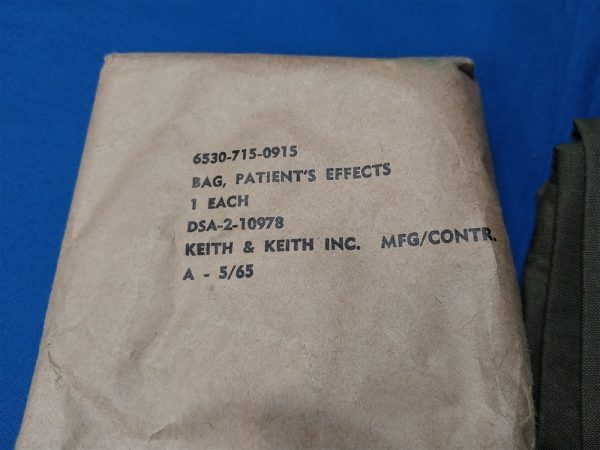 6530-715-0915
BAG, PATIENT'S EFFECTS
1 EACH
DSA-2-10978
KEITH & KEITH INC. MFG/CONTR.
A - 5/65